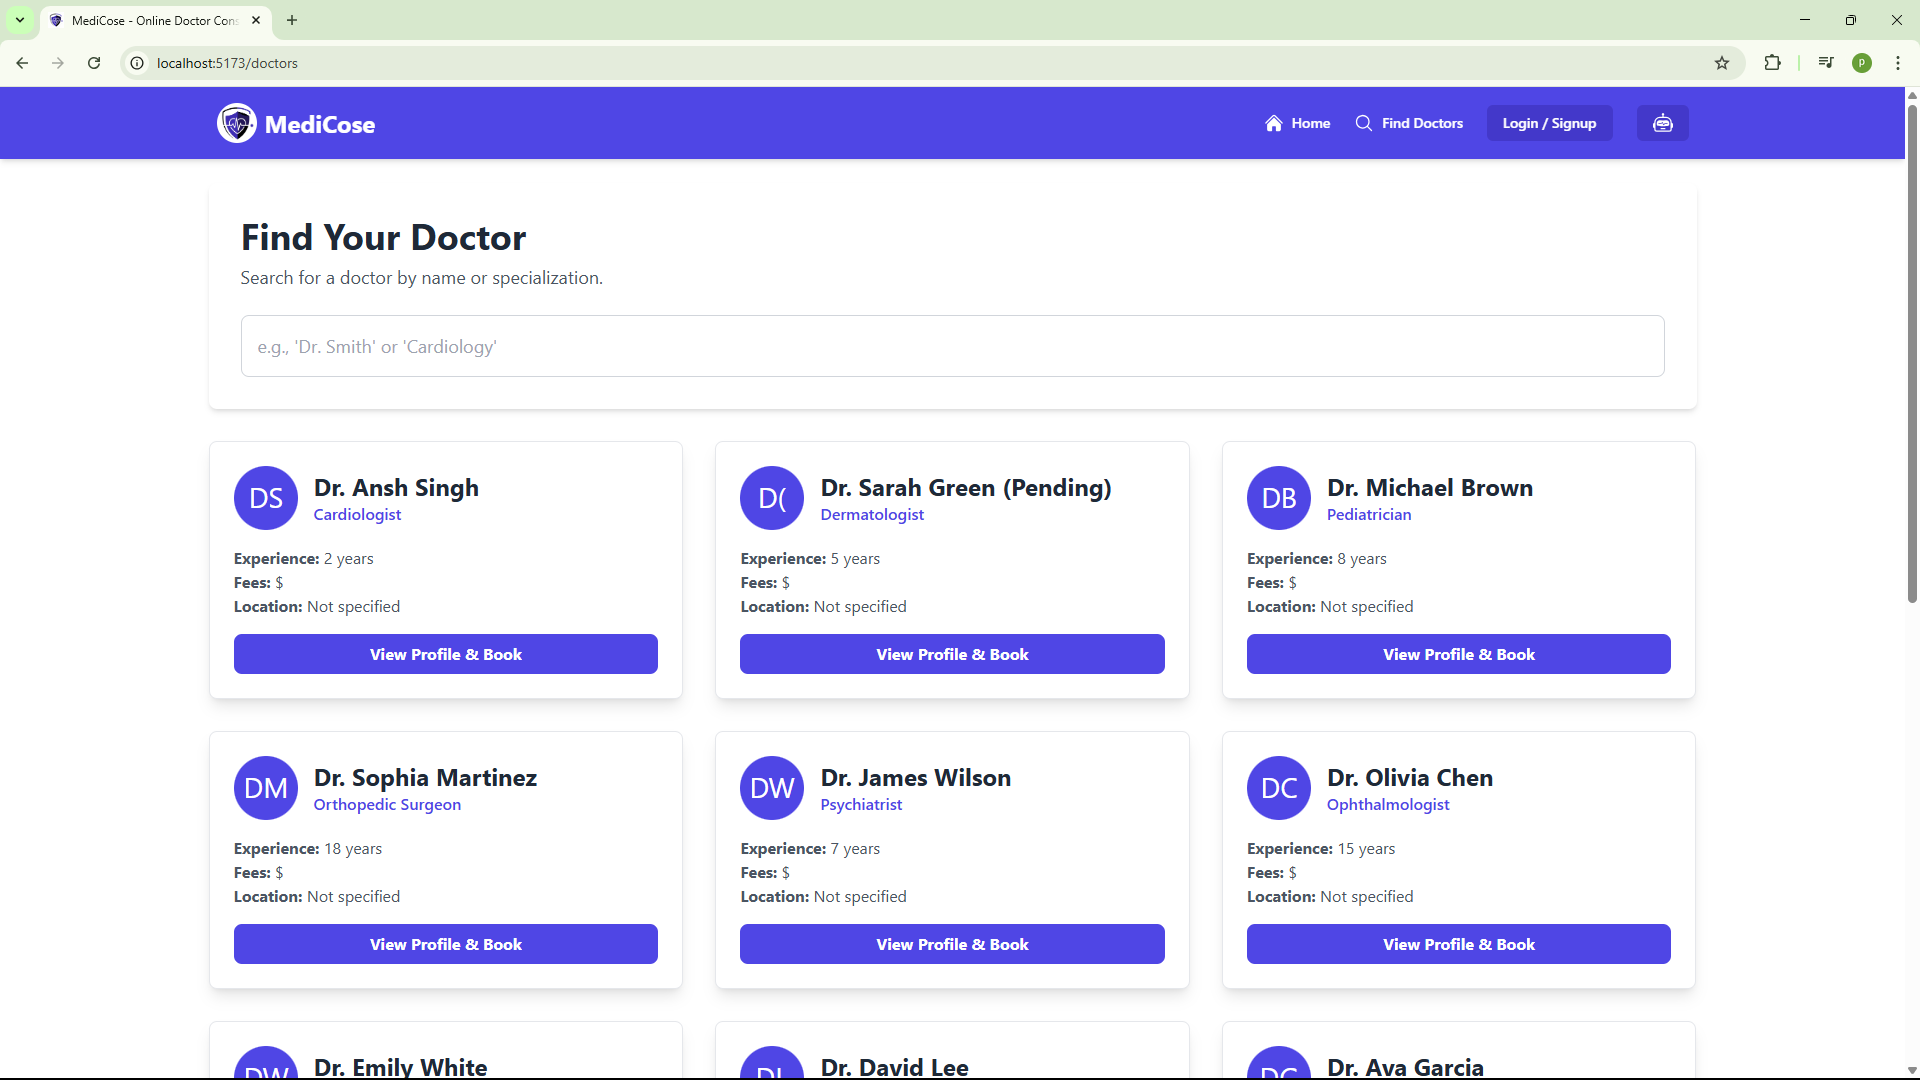 MediCose - Online Doctor Cons
localhost:5173/doctors
P
MediCose
Home
Find Doctors
Login / Signup
Find Your Doctor
Search for a doctor by name or specialization.
e.g., 'Dr. Smith' or 'Cardiology'
DS
Dr. Ansh Singh
Cardiologist
Experience: 2 years
Fees: $
Location: Not specified
View Profile & Book
D(
Dr. Sarah Green (Pending)
Dermatologist
Experience: 5 years
Fees: $
Location: Not specified
View Profile & Book
DB
Dr. Michael Brown
Pediatrician
Experience: 8 years
Fees: $
Location: Not specified
View Profile & Book
DM
Dr. Sophia Martinez
Orthopedic Surgeon
Experience: 18 years
Fees: $
Location: Not specified
View Profile & Book
DW
Dr. James Wilson
Psychiatrist
Experience: 7 years
Fees: $
Location: Not specified
View Profile & Book
DC
Dr. Olivia Chen
Ophthalmologist
Experience: 15 years
Fees: $
Location: Not specified
View Profile & Book
DW
Dr. Emily White
DL
Dr. David Lee
DG
Dr. Ava Garcia